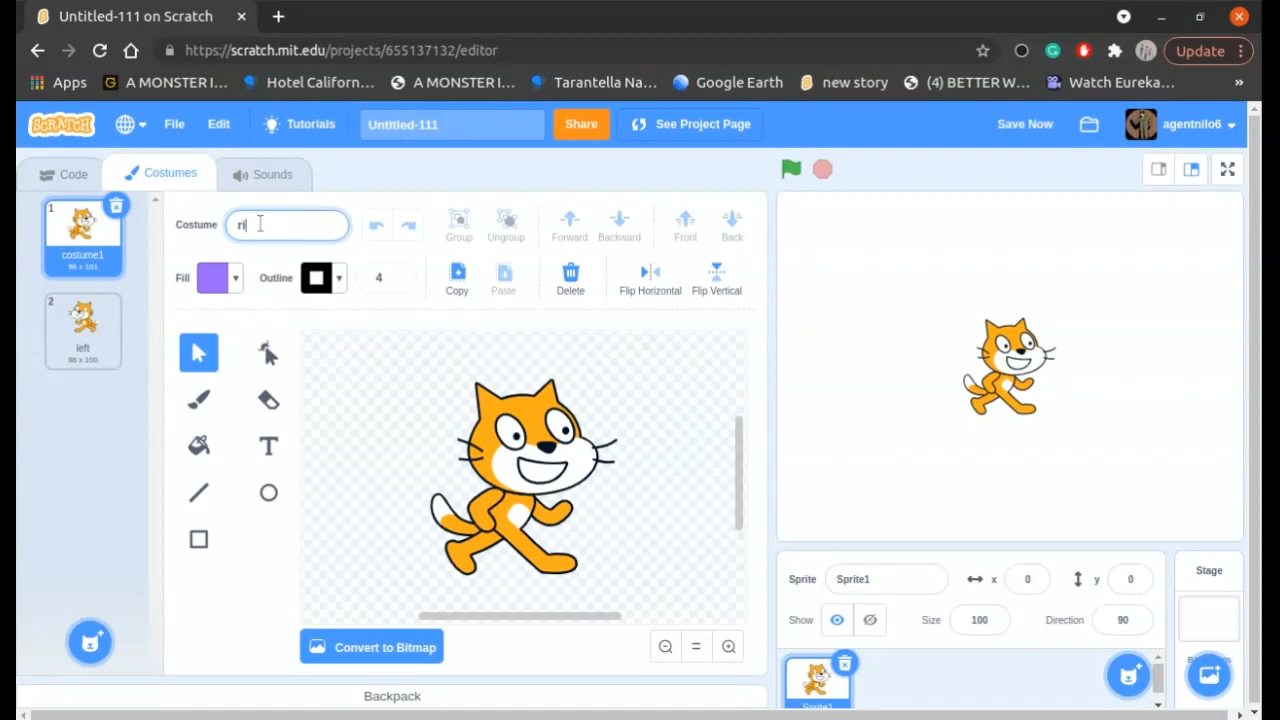 Untitled-111 on Scratch
https://scratch.mit.edu/projects/655137132/editor
Update
Apps
A MONSTER I...
Hotel Californ...
A MONSTER I...
Tarantella Na...
Google Earth
new story
(4) BETTER W...
Watch Eureka...
»
SCRATCH
File
Edit
Tutorials
Untitled-111
Share
See Project Page
Save Now
agentnilo6
Code
Costumes
Sounds
1
costume1
96 x 101
2
left
96 x 100
Costume
ri
Group
Ungroup
Forward
Backward
Front
Back
Fill
Outline
4
Copy
Paste
Delete
Flip Horizontal
Flip Vertical
T
Convert to Bitmap
Backpack
Sprite
Sprite1
x
0
y
0
Show
Size
100
Direction
90
Sprite1
Stage